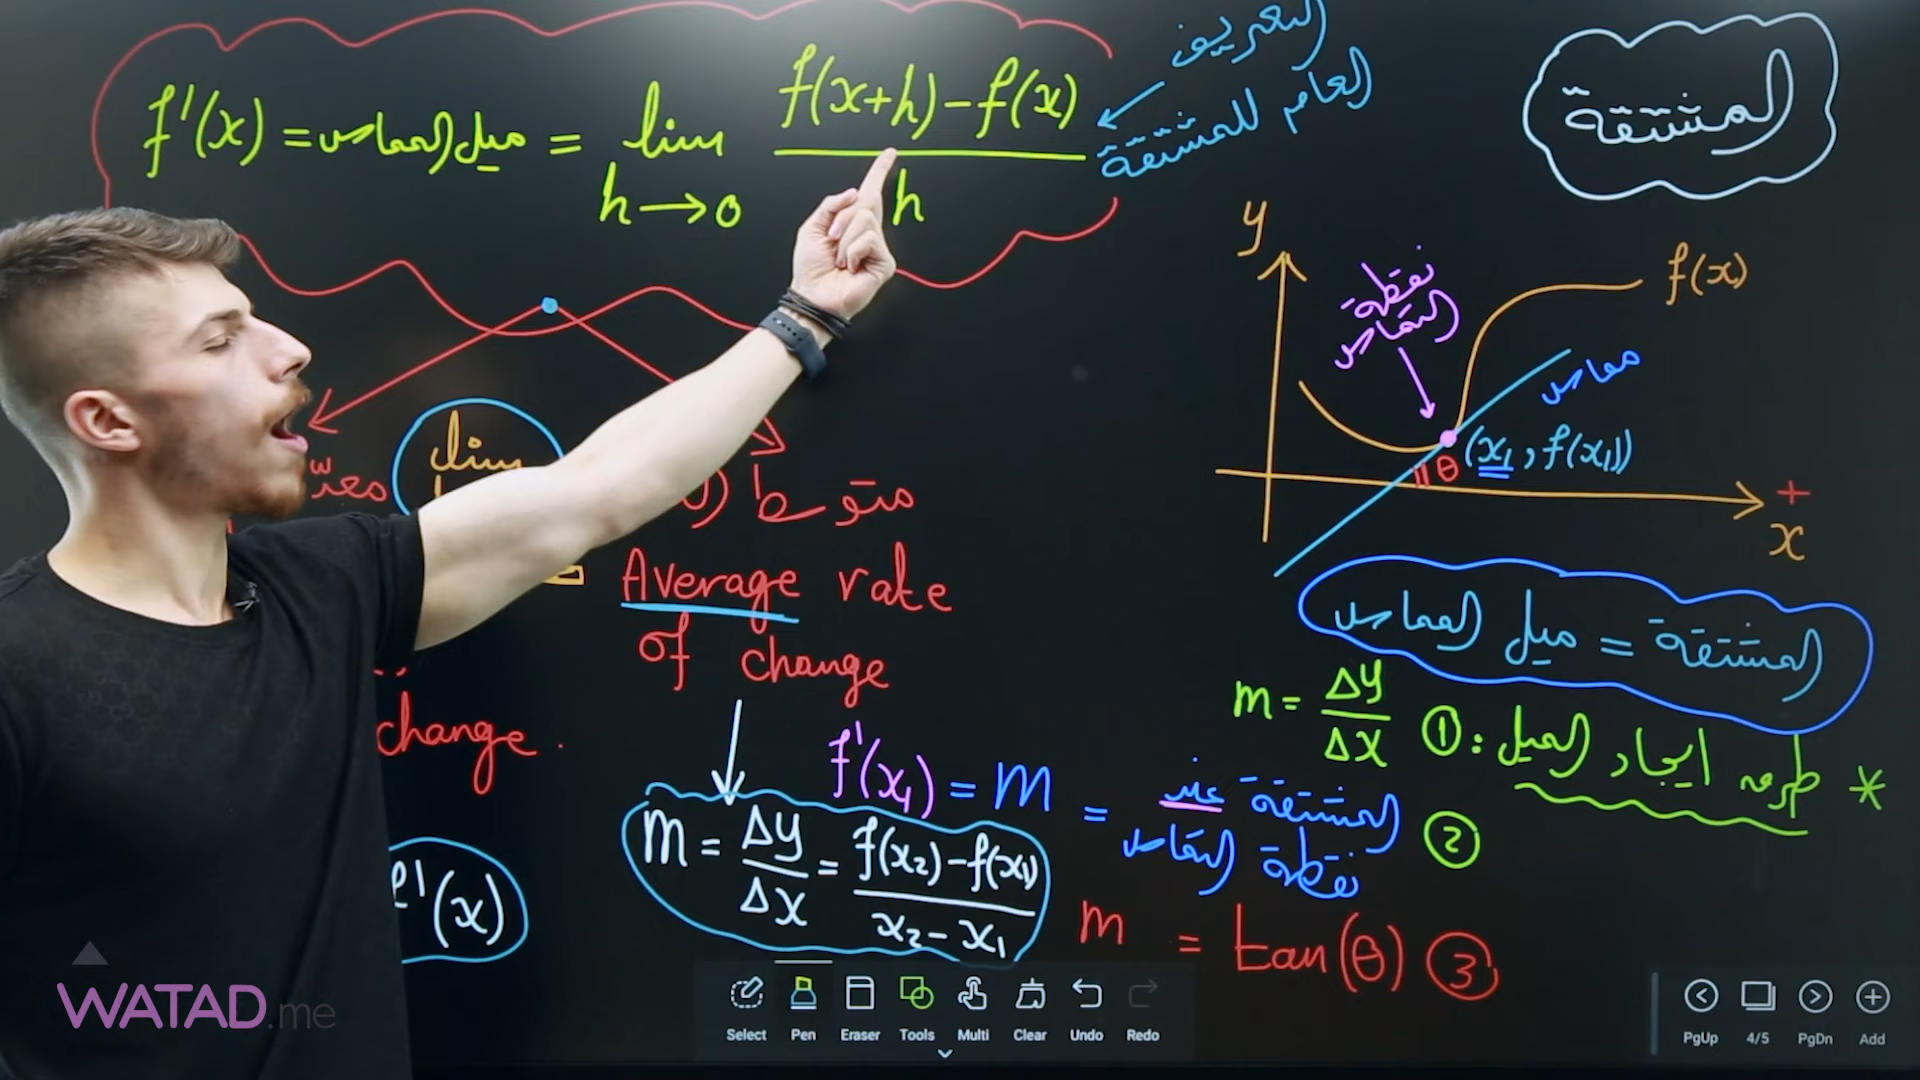 المشتقة
التعريف
العام للمشتقة
f'(x) = ميل المماس = lim h→0 f(x+h) - f(x) / h
y
f(x)
نقطة
التماس
مماس
(x₁, f(x₁))
θ
+
x
lim
معد
متوسط
Average rate
of change
change.
المشتقة = ميل المماس
* طرق ايجاد الميل: ① m = Δy / Δx
② المشتقة عند = m = f'(x₁)
نقطة التماس
m = tan(θ) ③
m = Δy / Δx = f(x₂) - f(x₁) / x₂ - x₁
'(x)
WATAD.me
Select Pen Eraser Tools Multi Clear Undo Redo
PgUp 4/5 PgDn Add